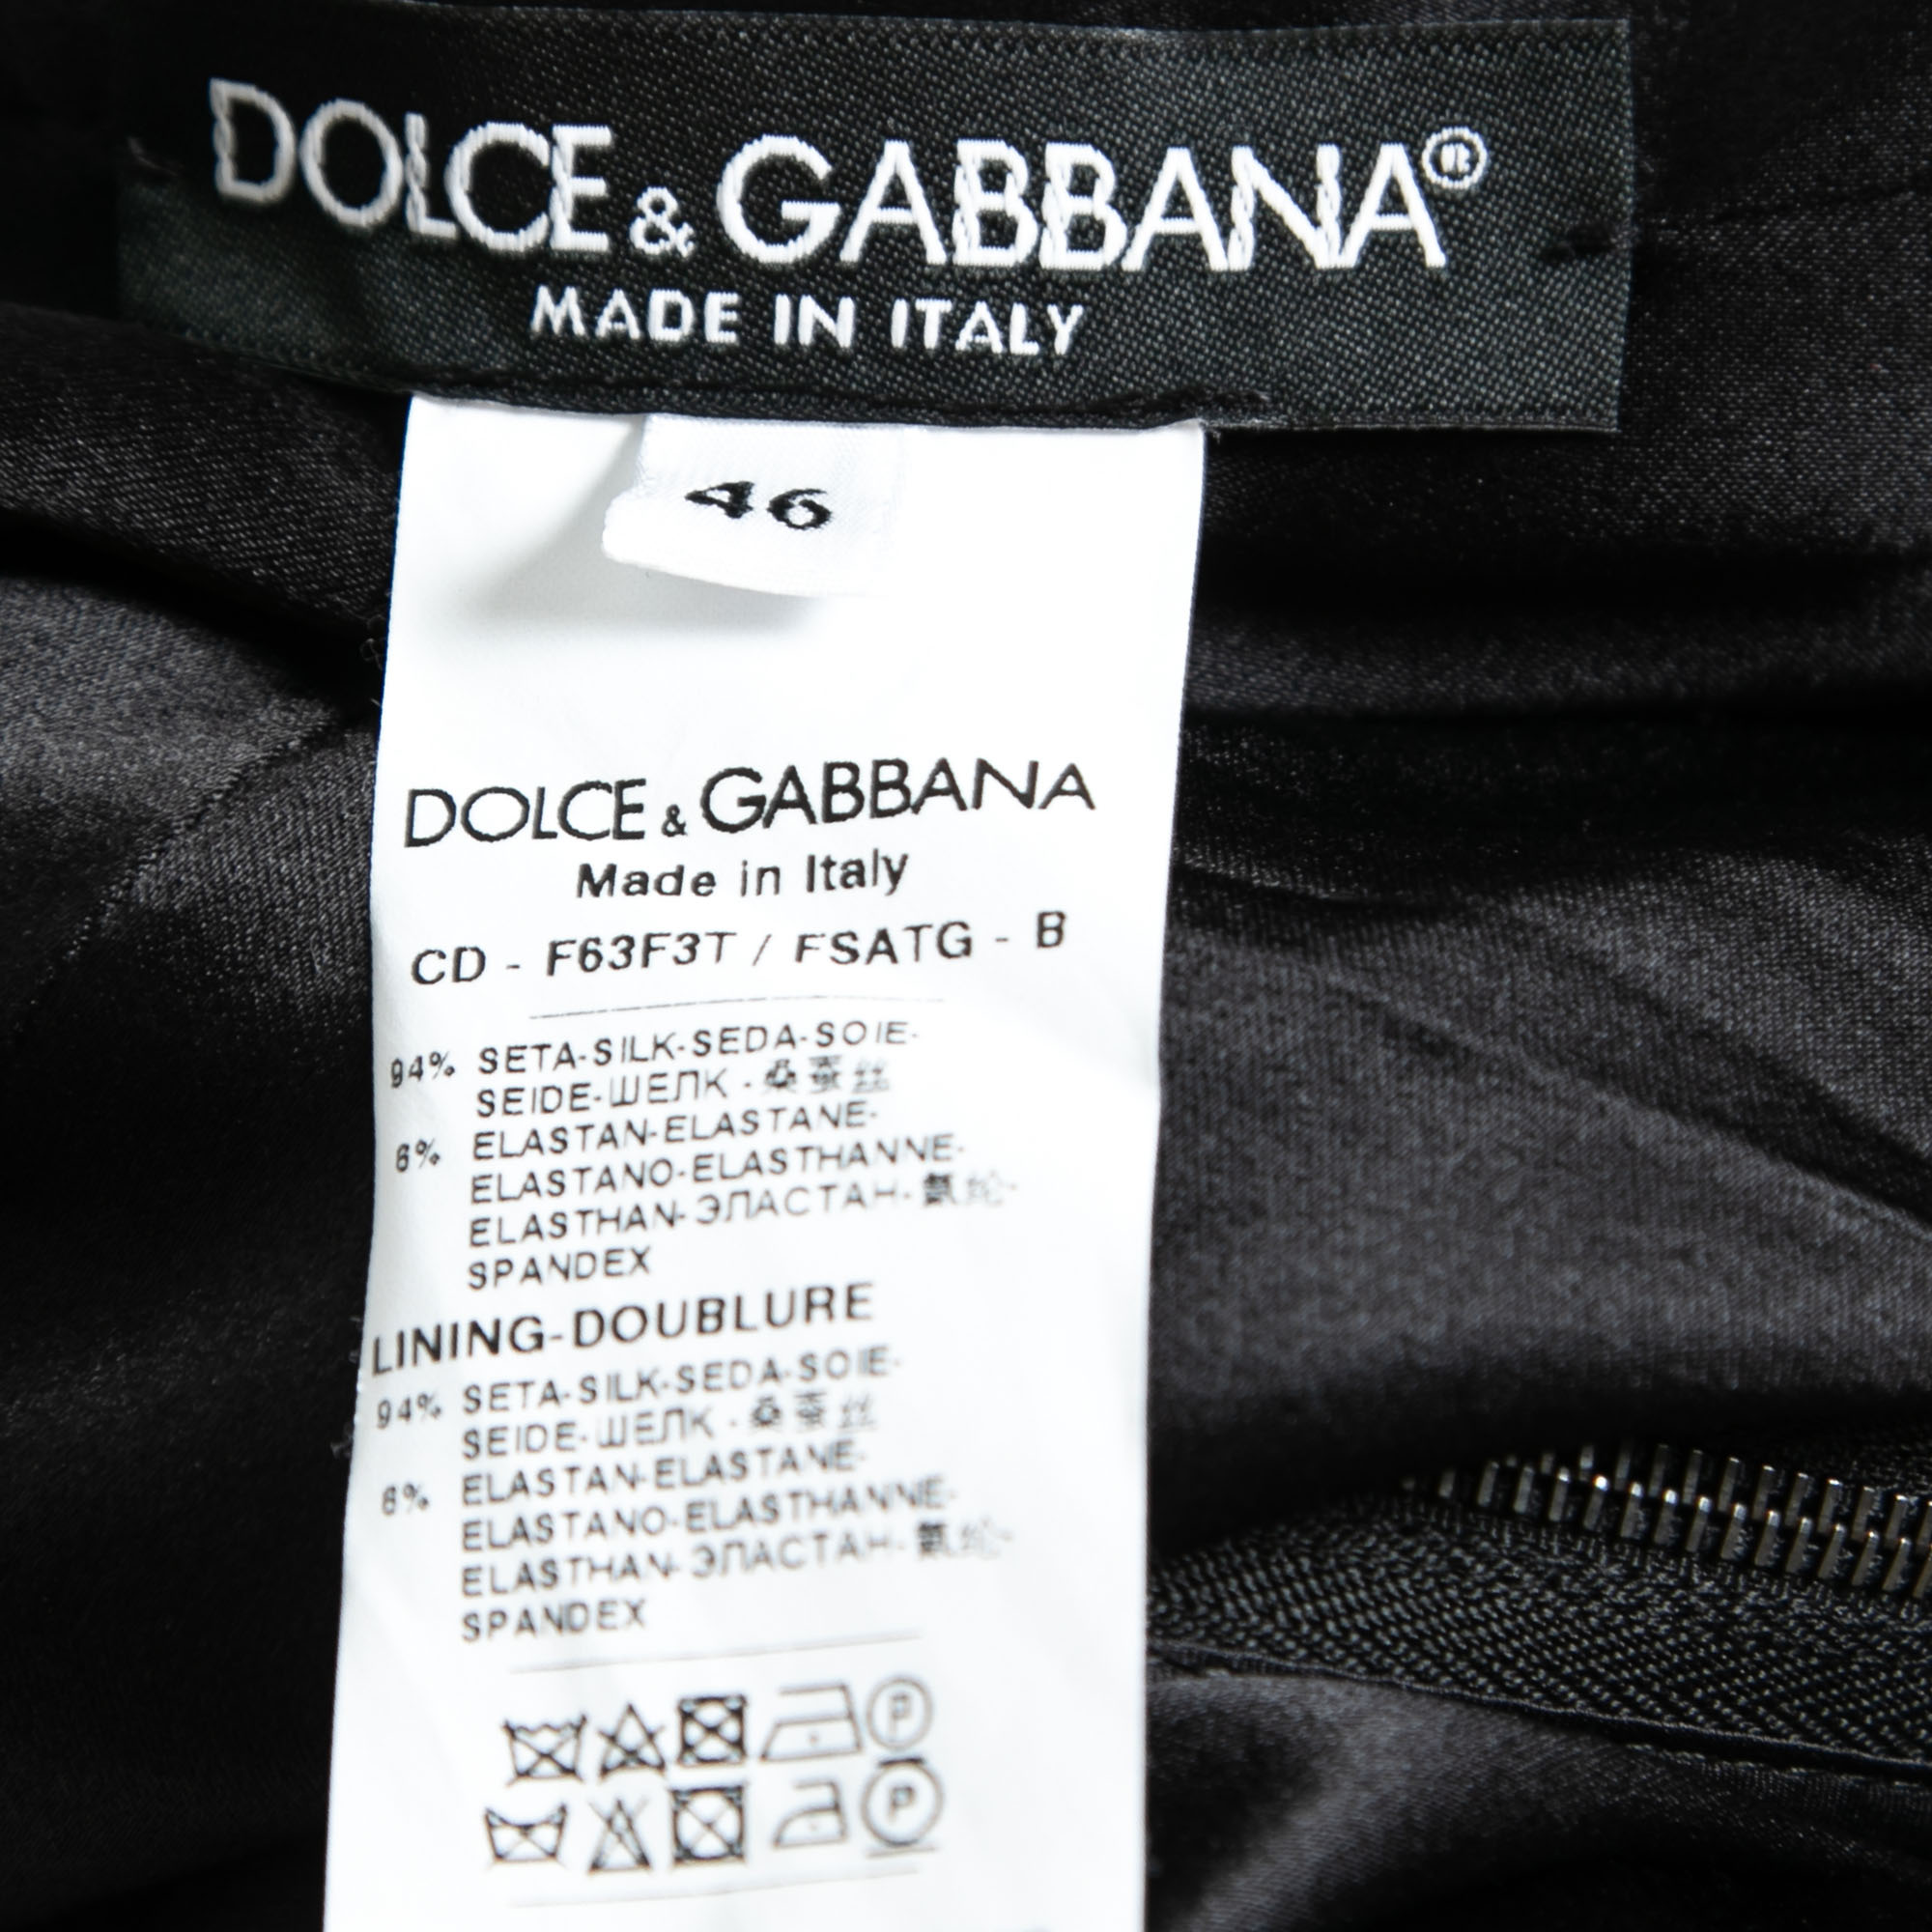 DOLCE & GABBANA®
MADE IN ITALY
46
DOLCE & GABBANA
Made in Italy
CD - F63F3T / FSATG - B
94% SETA-SILK-SEDA-SOIE-
SEIDE-ШЕЛК - 桑蚕丝
6% ELASTAN-ELASTANE-
ELASTANO-ELASTHANNE-
ELASTHAN-ЭЛАСТАН-氨纶-
SPANDEX
LINING-DOUBLURE
94% SETA-SILK-SEDA-SOIE-
SEIDE-ШЕЛК - 桑蚕丝
6% ELASTAN-ELASTANE-
ELASTANO-ELASTHANNE-
ELASTHAN-ЭЛАСТАН-氨纶-
SPANDEX
P
P